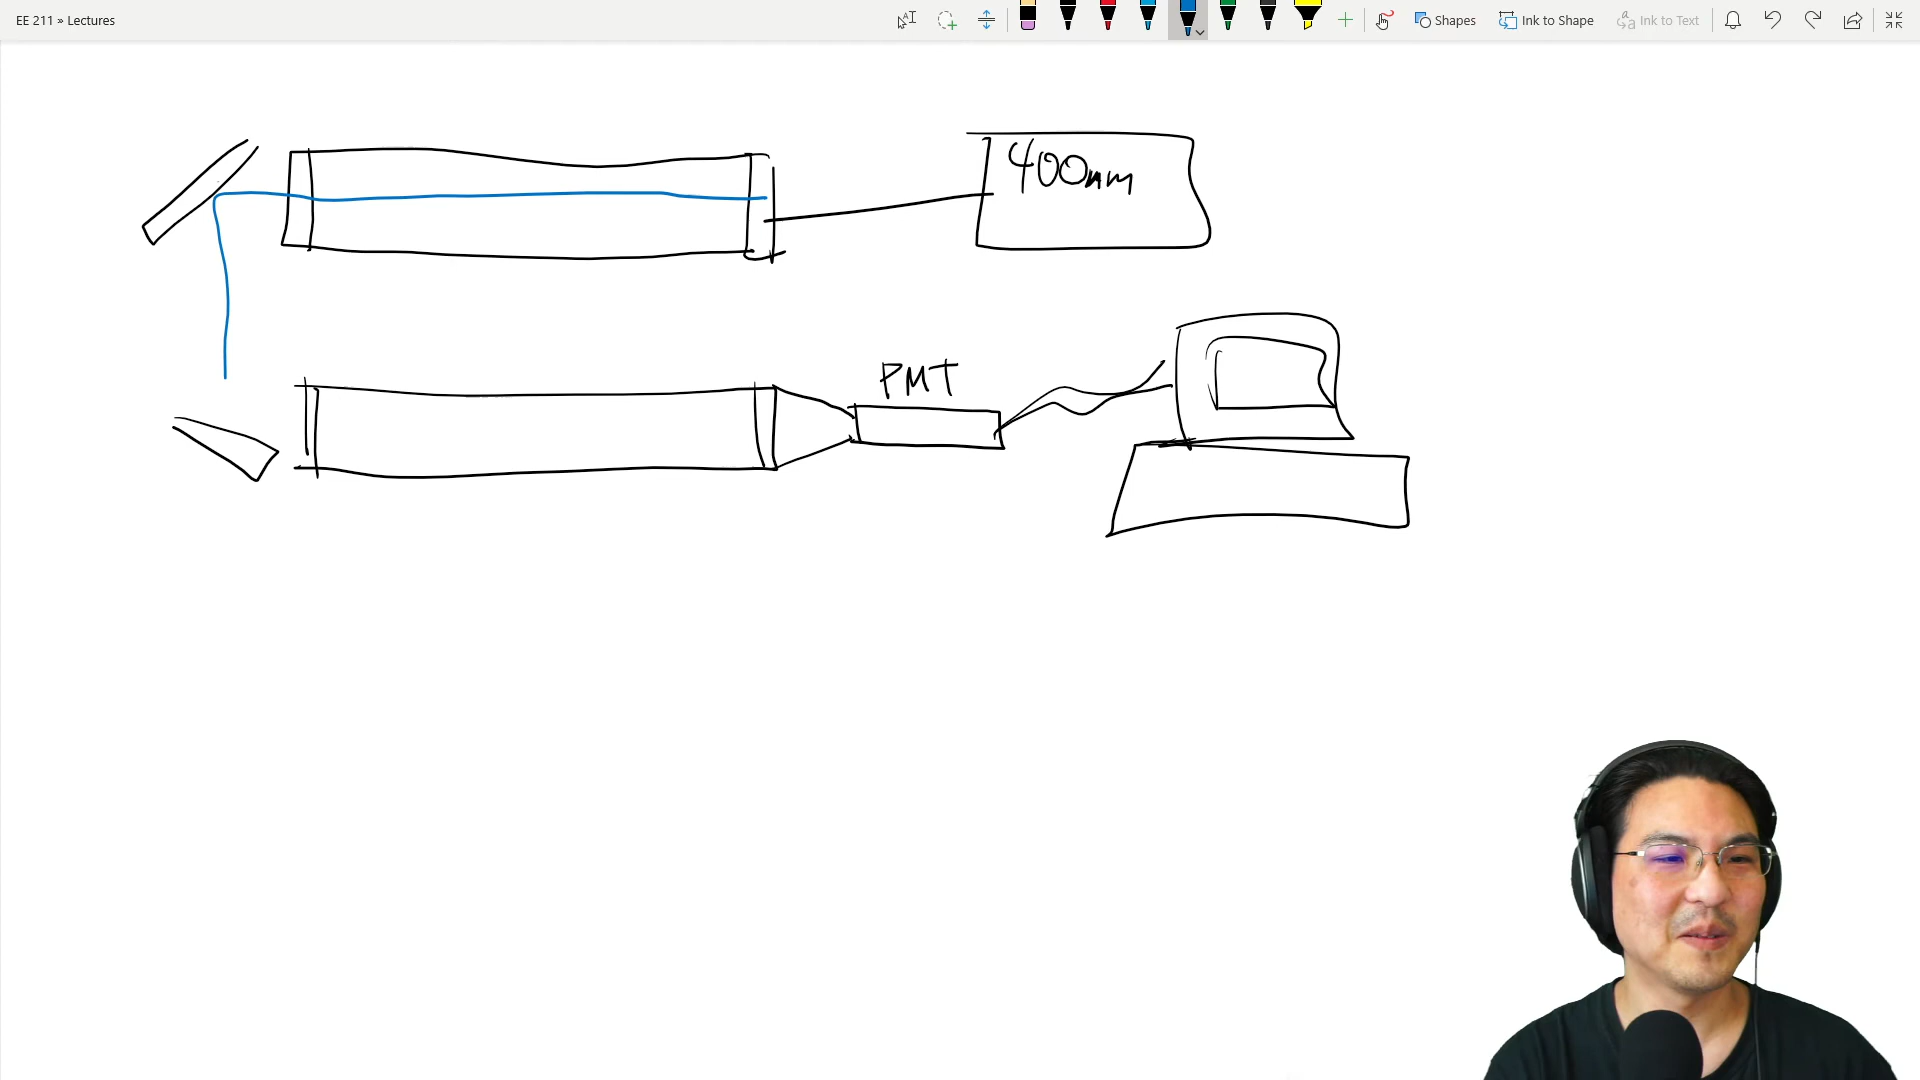 EE 211 » Lectures
Shapes
Ink to Shape
Ink to Text
400nm
PMT